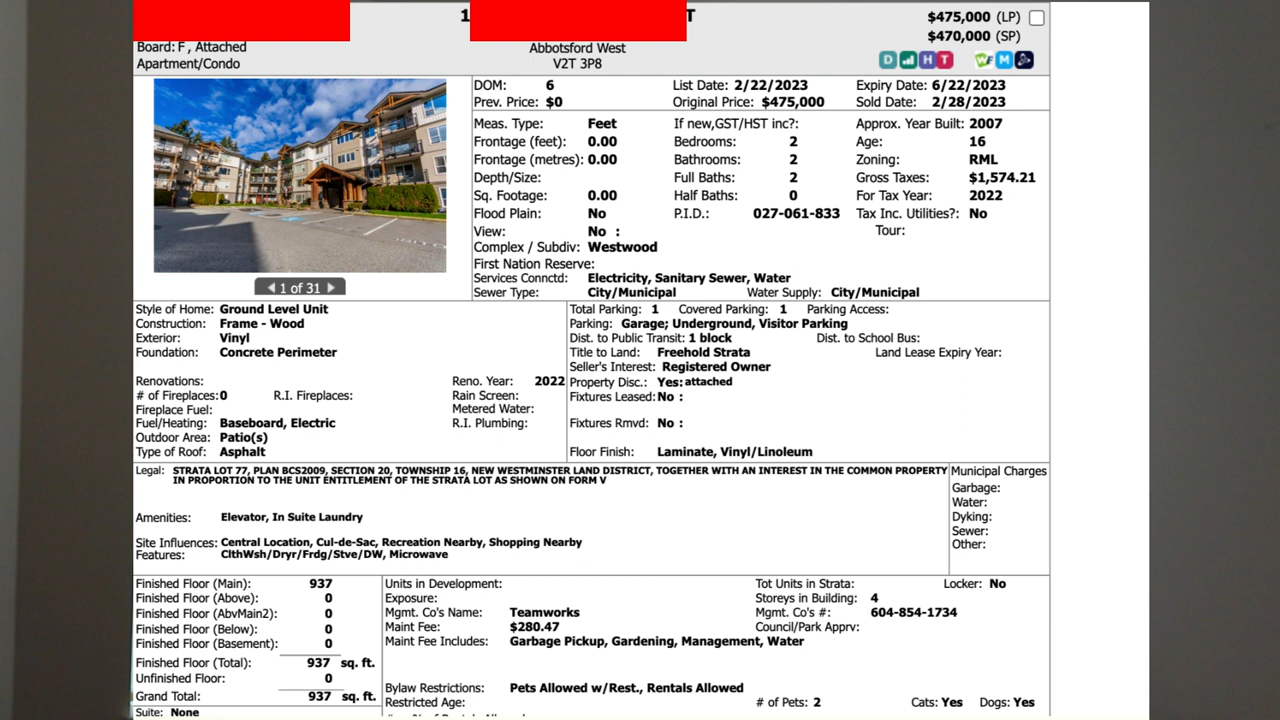 1 T $475,000 (LP)
$470,000 (SP)
Board: F , Attached Abbotsford West
Apartment/Condo V2T 3P8
D H T WF M
DOM: 6 List Date: 2/22/2023 Expiry Date: 6/22/2023
Prev. Price: $0 Original Price: $475,000 Sold Date: 2/28/2023
Meas. Type: Feet If new,GST/HST inc?: Approx. Year Built: 2007
Frontage (feet): 0.00 Bedrooms: 2 Age: 16
Frontage (metres): 0.00 Bathrooms: 2 Zoning: RML
Depth/Size: Full Baths: 2 Gross Taxes: $1,574.21
Sq. Footage: 0.00 Half Baths: 0 For Tax Year: 2022
Flood Plain: No P.I.D.: 027-061-833 Tax Inc. Utilities?: No
View: No : Tour:
Complex / Subdiv: Westwood
First Nation Reserve:
Services Connctd: Electricity, Sanitary Sewer, Water
Sewer Type: City/Municipal Water Supply: City/Municipal
1 of 31
Style of Home: Ground Level Unit
Construction: Frame - Wood
Exterior: Vinyl
Foundation: Concrete Perimeter
Renovations: Reno. Year: 2022
# of Fireplaces: 0 R.I. Fireplaces: Rain Screen:
Fireplace Fuel: Metered Water:
Fuel/Heating: Baseboard, Electric R.I. Plumbing:
Outdoor Area: Patio(s)
Type of Roof: Asphalt
Total Parking: 1 Covered Parking: 1 Parking Access:
Parking: Garage; Underground, Visitor Parking
Dist. to Public Transit: 1 block Dist. to School Bus:
Title to Land: Freehold Strata Land Lease Expiry Year:
Seller's Interest: Registered Owner
Property Disc.: Yes: attached
Fixtures Leased: No :
Fixtures Rmvd: No :
Floor Finish: Laminate, Vinyl/Linoleum
Legal: STRATA LOT 77, PLAN BCS2009, SECTION 20, TOWNSHIP 16, NEW WESTMINSTER LAND DISTRICT, TOGETHER WITH AN INTEREST IN THE COMMON PROPERTY
IN PROPORTION TO THE UNIT ENTITLEMENT OF THE STRATA LOT AS SHOWN ON FORM V
Amenities: Elevator, In Suite Laundry
Site Influences: Central Location, Cul-de-Sac, Recreation Nearby, Shopping Nearby
Features: ClthWsh/Dryr/Frdg/Stve/DW, Microwave
Municipal Charges
Garbage:
Water:
Dyking:
Sewer:
Other:
Finished Floor (Main): 937
Finished Floor (Above): 0
Finished Floor (AbvMain2): 0
Finished Floor (Below): 0
Finished Floor (Basement): 0
Finished Floor (Total): 937 sq. ft.
Unfinished Floor: 0
Grand Total: 937 sq. ft.
Suite: None
Units in Development: Tot Units in Strata: Locker: No
Exposure: Storeys in Building: 4
Mgmt. Co's Name: Teamworks Mgmt. Co's #: 604-854-1734
Maint Fee: $280.47 Council/Park Apprv:
Maint Fee Includes: Garbage Pickup, Gardening, Management, Water
Bylaw Restrictions: Pets Allowed w/Rest., Rentals Allowed
Restricted Age: # of Pets: 2 Cats: Yes Dogs: Yes